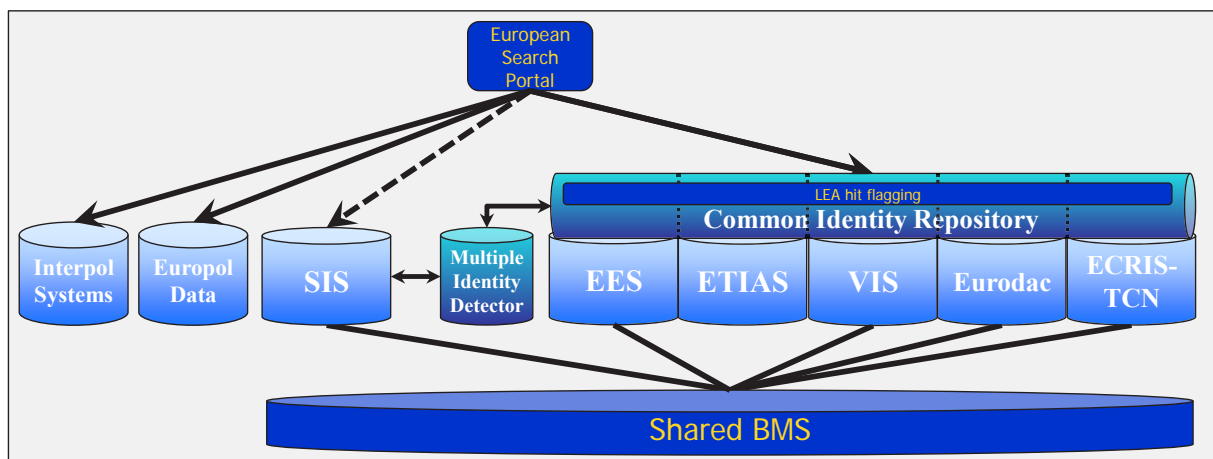 European
Search
Portal
LEA hit flagging
Common Identity Repository
Interpol
Systems
Europol
Data
SIS
Multiple
Identity
Detector
EES
ETIAS
VIS
Eurodac
ECRIS-
TCN
Shared BMS